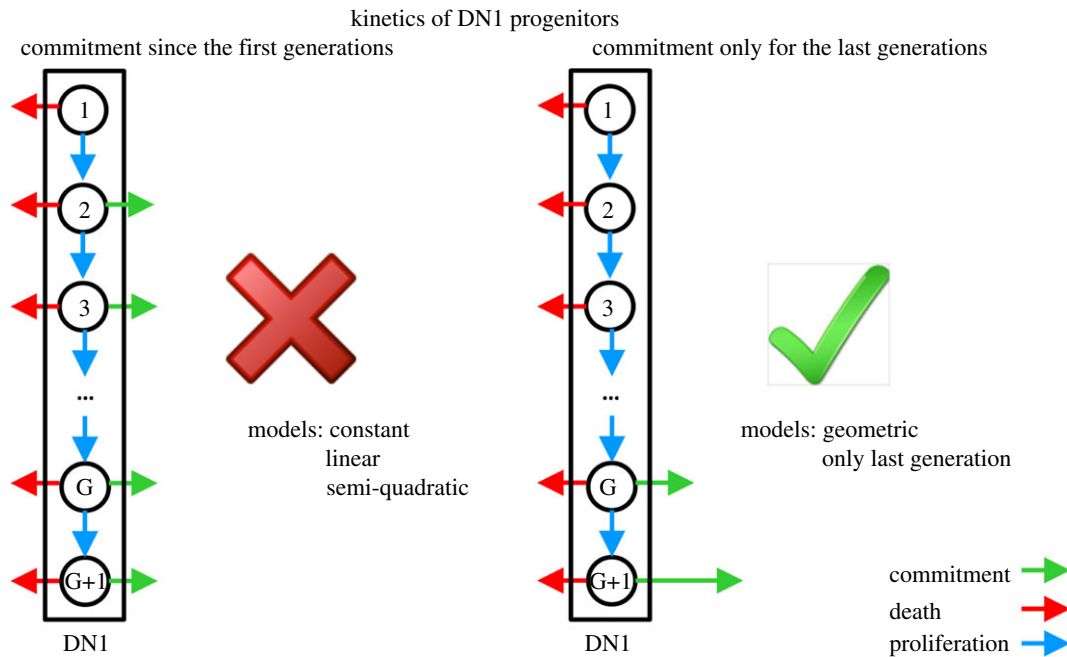 kinetics of DN1 progenitors
commitment since the first generations
1
2
3
...
G
G+1
DN1
models: constant
linear
semi-quadratic
commitment only for the last generations
1
2
3
...
G
G+1
DN1
models: geometric
only last generation
commitment
death
proliferation